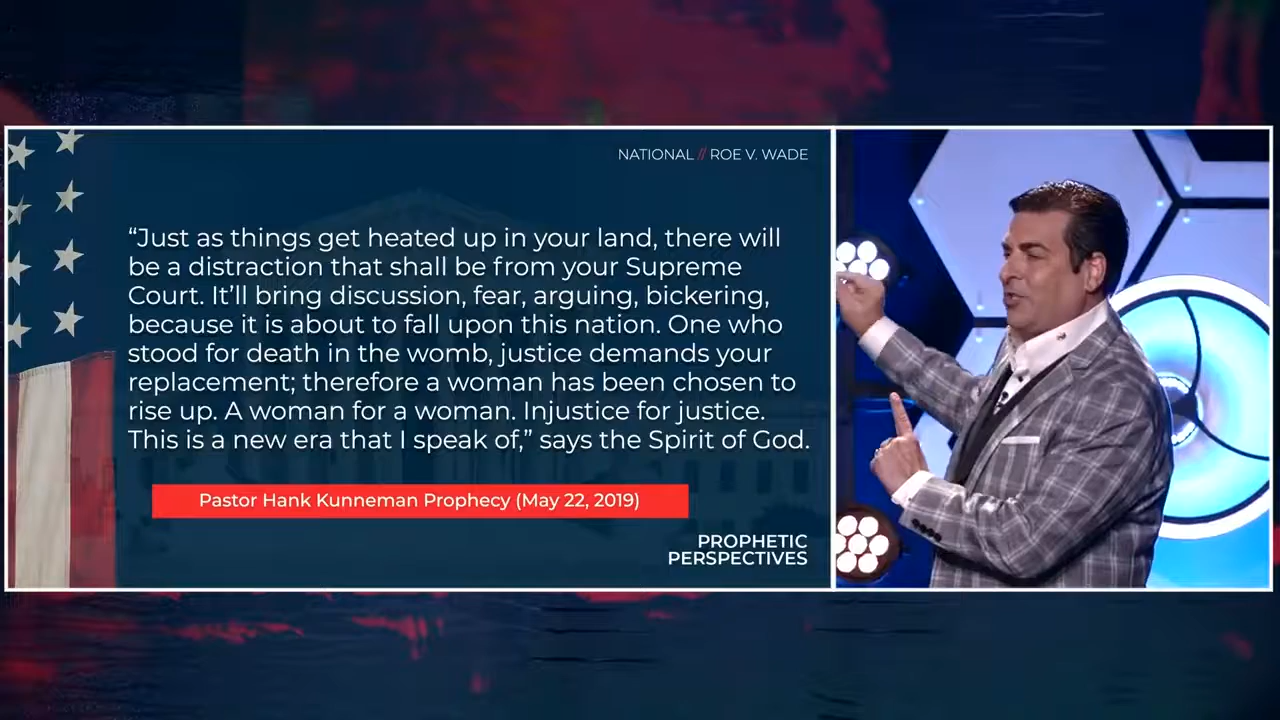 NATIONAL // ROE V. WADE
“Just as things get heated up in your land, there will
be a distraction that shall be from your Supreme
Court. It’ll bring discussion, fear, arguing, bickering,
because it is about to fall upon this nation. One who
stood for death in the womb, justice demands your
replacement; therefore a woman has been chosen to
rise up. A woman for a woman. Injustice for justice.
This is a new era that I speak of,” says the Spirit of God.
Pastor Hank Kunneman Prophecy (May 22, 2019)
PROPHETIC
PERSPECTIVES